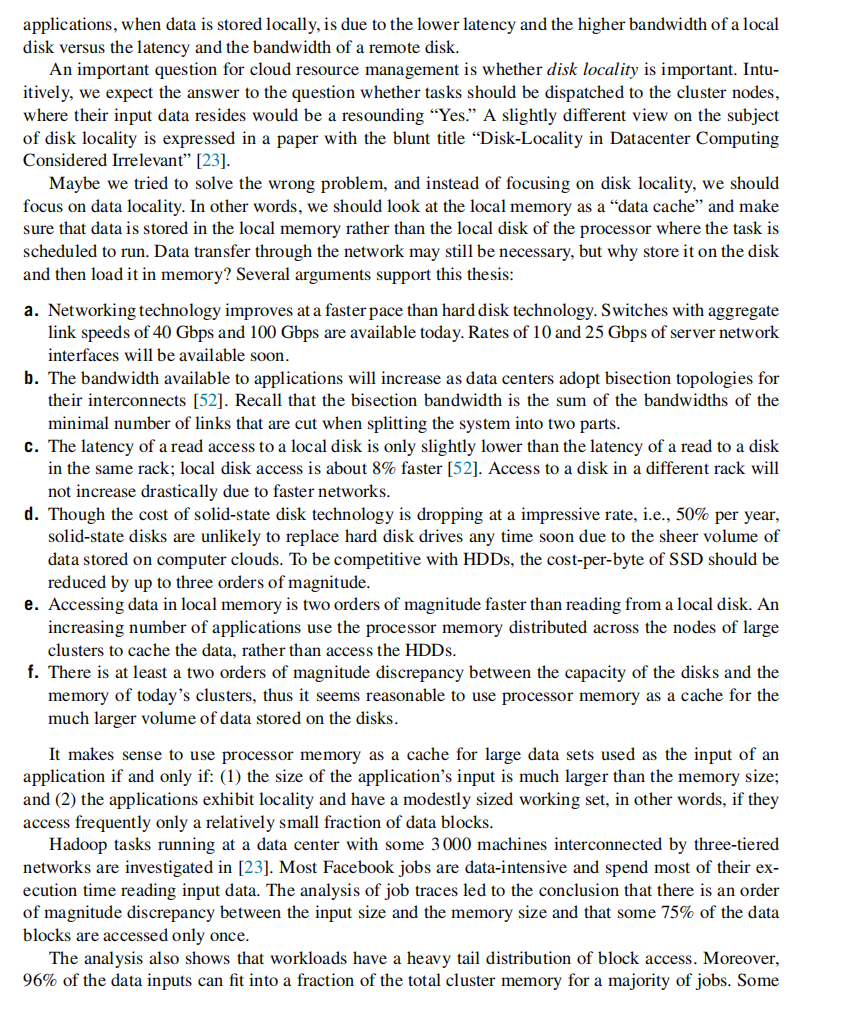 applications, when data is stored locally, is due to the lower latency and the higher bandwidth of a local
disk versus the latency and the bandwidth of a remote disk.
An important question for cloud resource management is whether disk locality is important. Intu-
itively, we expect the answer to the question whether tasks should be dispatched to the cluster nodes,
where their input data resides would be a resounding “Yes.” A slightly different view on the subject
of disk locality is expressed in a paper with the blunt title “Disk-Locality in Datacenter Computing
Considered Irrelevant” [23].
Maybe we tried to solve the wrong problem, and instead of focusing on disk locality, we should
focus on data locality. In other words, we should look at the local memory as a “data cache” and make
sure that data is stored in the local memory rather than the local disk of the processor where the task is
scheduled to run. Data transfer through the network may still be necessary, but why store it on the disk
and then load it in memory? Several arguments support this thesis:
a. Networking technology improves at a faster pace than hard disk technology. Switches with aggregate
link speeds of 40 Gbps and 100 Gbps are available today. Rates of 10 and 25 Gbps of server network
interfaces will be available soon.
b. The bandwidth available to applications will increase as data centers adopt bisection topologies for
their interconnects [52]. Recall that the bisection bandwidth is the sum of the bandwidths of the
minimal number of links that are cut when splitting the system into two parts.
c. The latency of a read access to a local disk is only slightly lower than the latency of a read to a disk
in the same rack; local disk access is about 8% faster [52]. Access to a disk in a different rack will
not increase drastically due to faster networks.
d. Though the cost of solid-state disk technology is dropping at a impressive rate, i.e., 50% per year,
solid-state disks are unlikely to replace hard disk drives any time soon due to the sheer volume of
data stored on computer clouds. To be competitive with HDDs, the cost-per-byte of SSD should be
reduced by up to three orders of magnitude.
e. Accessing data in local memory is two orders of magnitude faster than reading from a local disk. An
increasing number of applications use the processor memory distributed across the nodes of large
clusters to cache the data, rather than access the HDDs.
f. There is at least a two orders of magnitude discrepancy between the capacity of the disks and the
memory of today’s clusters, thus it seems reasonable to use processor memory as a cache for the
much larger volume of data stored on the disks.
It makes sense to use processor memory as a cache for large data sets used as the input of an
application if and only if: (1) the size of the application’s input is much larger than the memory size;
and (2) the applications exhibit locality and have a modestly sized working set, in other words, if they
access frequently only a relatively small fraction of data blocks.
Hadoop tasks running at a data center with some 3 000 machines interconnected by three-tiered
networks are investigated in [23]. Most Facebook jobs are data-intensive and spend most of their ex-
ecution time reading input data. The analysis of job traces led to the conclusion that there is an order
of magnitude discrepancy between the input size and the memory size and that some 75% of the data
blocks are accessed only once.
The analysis also shows that workloads have a heavy tail distribution of block access. Moreover,
96% of the data inputs can fit into a fraction of the total cluster memory for a majority of jobs. Some